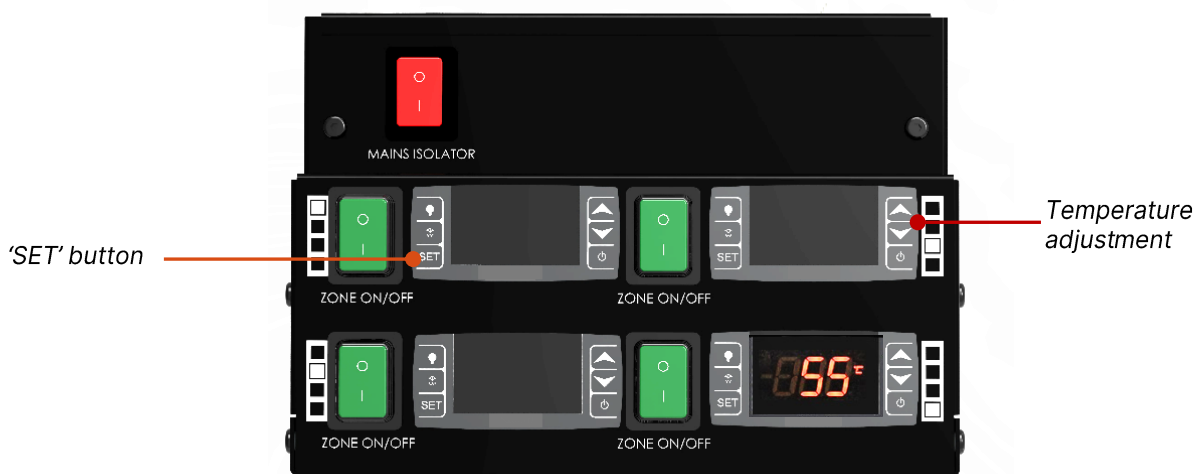 MAINS ISOLATOR
'SET' button
SET
ZONE ON/OFF
SET
ZONE ON/OFF
Temperature
adjustment
SET
ZONE ON/OFF
SET
55°C
ZONE ON/OFF